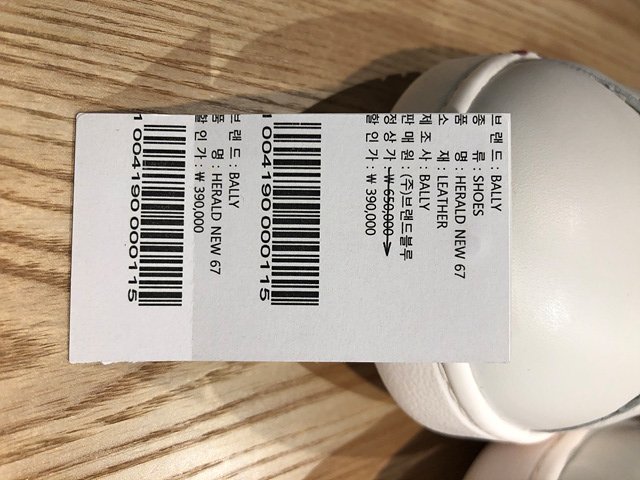 브 랜 드 : BALLY
종 류 : SHOES
품 명 : HERALD NEW 67
소 재 : LEATHER
제 조 사 : BALLY
판 매 원 : (주)브랜드블루
정상 가 : ₩ 650,000→
할 인 가 : ₩ 390,000
1 004190 000115
브 랜 드 : BALLY
품 명 : HERALD NEW 67
할 인 가 : ₩ 390,000
1 004190 000115